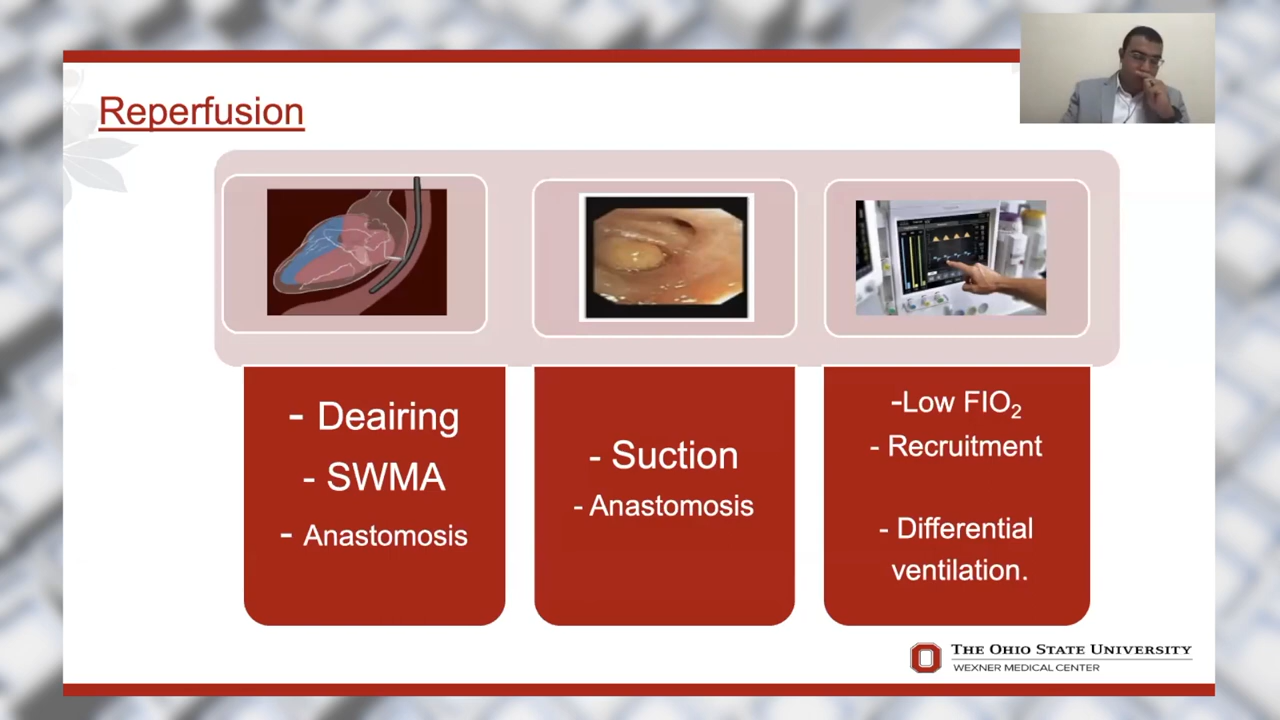 Reperfusion
- Deairing
- SWMA
- Anastomosis
- Suction
- Anastomosis
-Low FIO₂
- Recruitment
- Differential
ventilation.
THE OHIO STATE UNIVERSITY
WEXNER MEDICAL CENTER